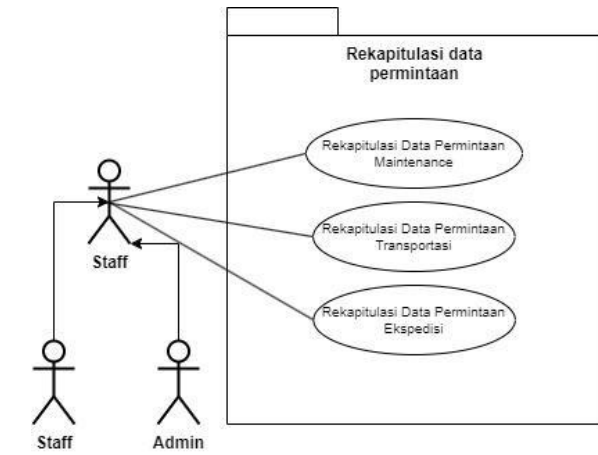 Rekapitulasi data
permintaan
Rekapitulasi Data Permintaan
Maintenance
Rekapitulasi Data Permintaan
Transportasi
Staff
Rekapitulasi Data Permintaan
Ekspedisi
Staff
Admin